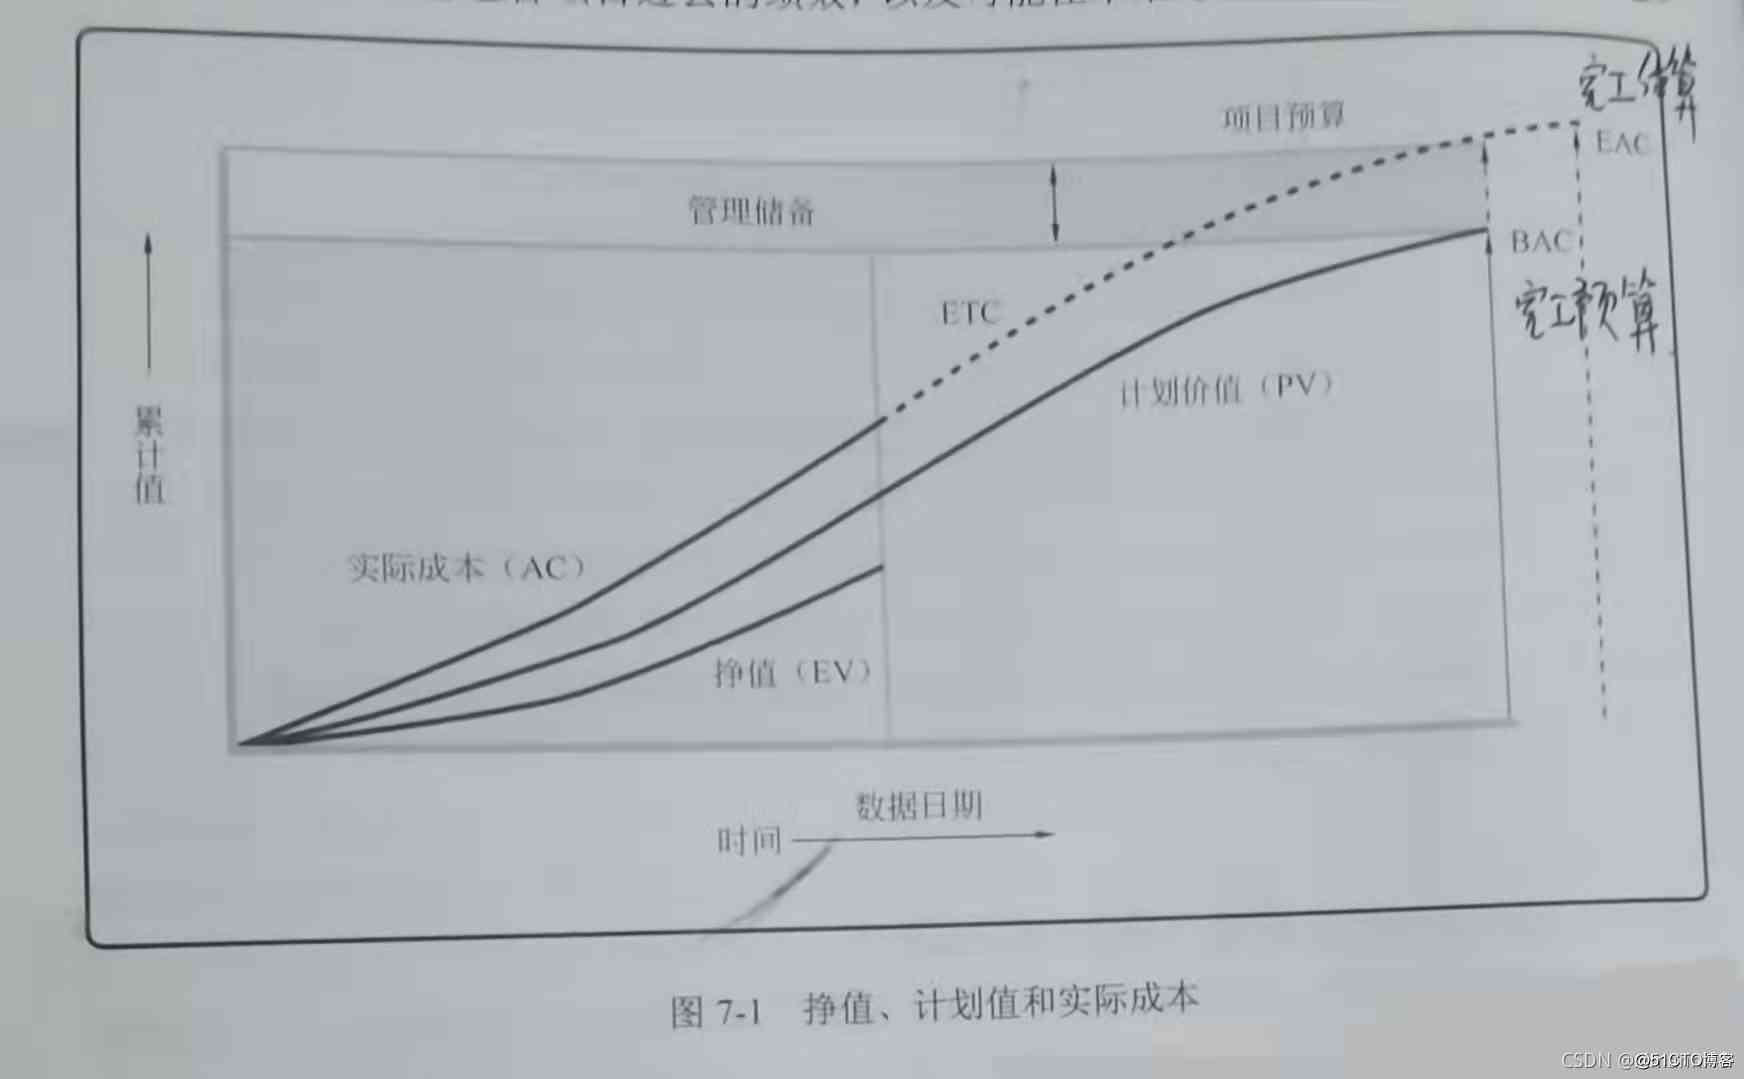 完工估算
项目预算
EAC
管理储备
BAC
完工预算
ETC
计划价值（PV）
累计值
实际成本（AC）
挣值（EV）
数据日期
时间
图 7-1 挣值、计划值和实际成本
CSDN @@51CTO博客